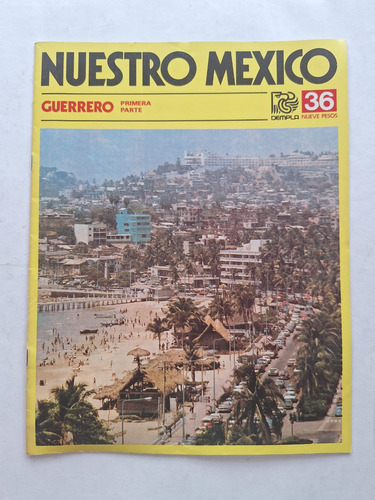 NUESTRO MEXICO
GUERRERO PRIMERA PARTE
DEMPLA
36
NUEVE PESOS